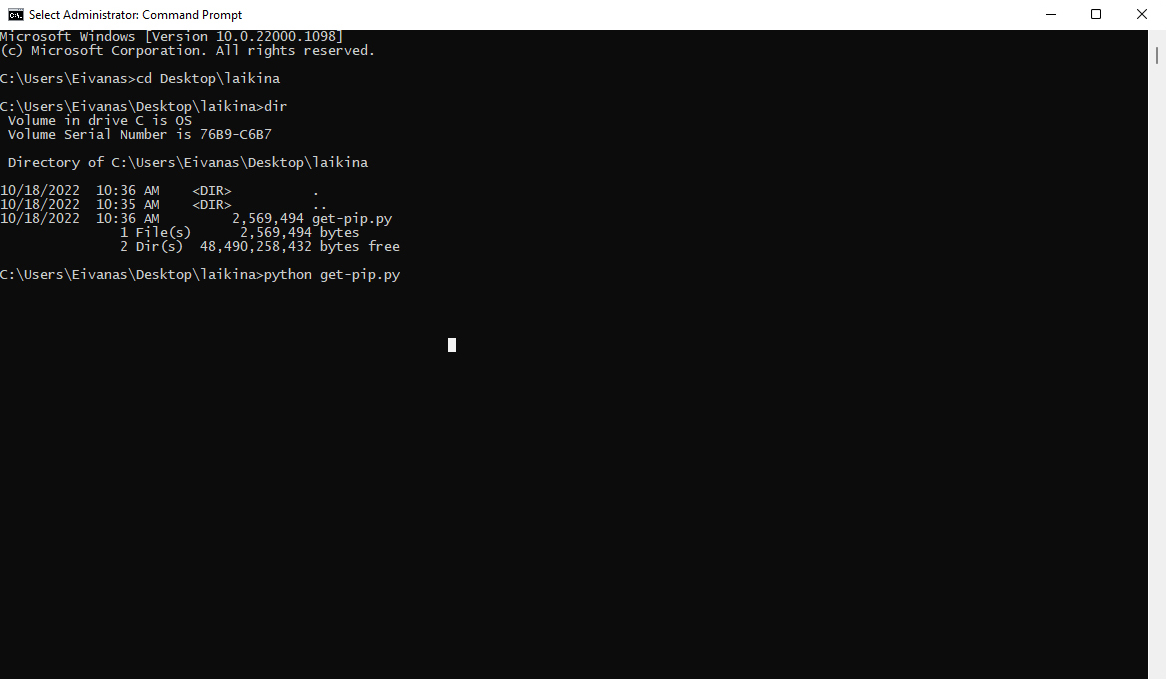 Select Administrator: Command Prompt
Microsoft Windows [Version 10.0.22000.1098]
(c) Microsoft Corporation. All rights reserved.
C:\Users\Eivanas>cd Desktop\laikina
C:\Users\Eivanas\Desktop\laikina>dir
Volume in drive C is OS
Volume Serial Number is 76B9-C6B7
Directory of C:\Users\Eivanas\Desktop\laikina
10/18/2022  10:36 AM    <DIR>          .
10/18/2022  10:35 AM    <DIR>          ..
10/18/2022  10:36 AM         2,569,494 get-pip.py
1 File(s)      2,569,494 bytes
2 Dir(s)  48,490,258,432 bytes free
C:\Users\Eivanas\Desktop\laikina>python get-pip.py